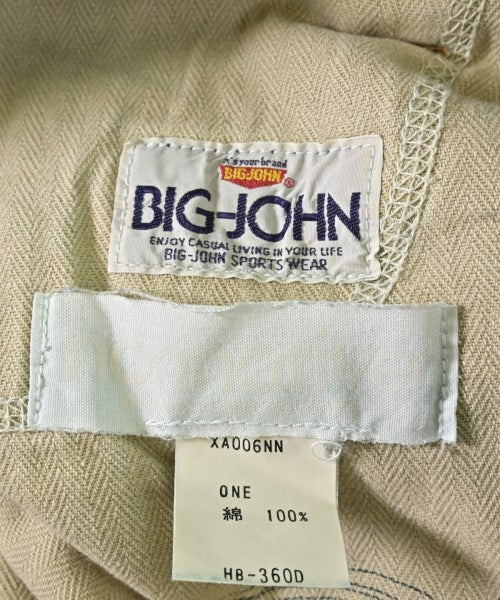 it's your brand
BIG JOHN
®
BIG-JOHN
ENJOY CASUAL LIVING IN YOUR LIFE
BIG-JOHN SPORTS WEAR
XA006NN
ONE
綿 100%
HB-360D